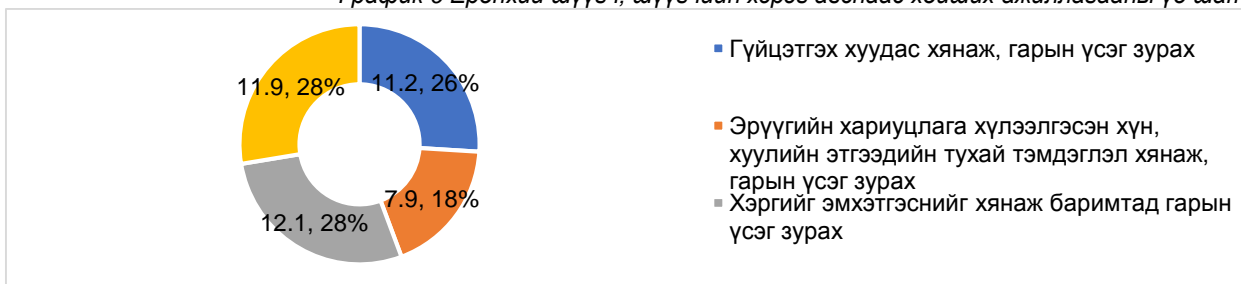 11.9, 28%
11.2, 26%
7.9, 18%
12.1, 28%
Гүйцэтгэх хуудас хянаж, гарын үсэг зурах
Эрүүгийн хариуцлага хүлээлгэсэн хүн,
хуулийн этгээдийн тухай тэмдэглэл хянаж,
гарын үсэг зурах
Хэргийг эмхэтгэснийг хянаж баримтад гарын
үсэг зурах